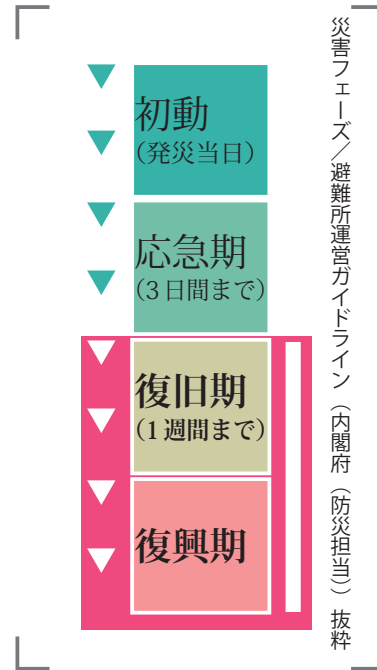 災害フェーズ／避難所運営ガイドライン（内閣府（防災担当））抜粋
初動
（発災当日）
応急期
（3日間まで）
復旧期
（1週間まで）
復興期